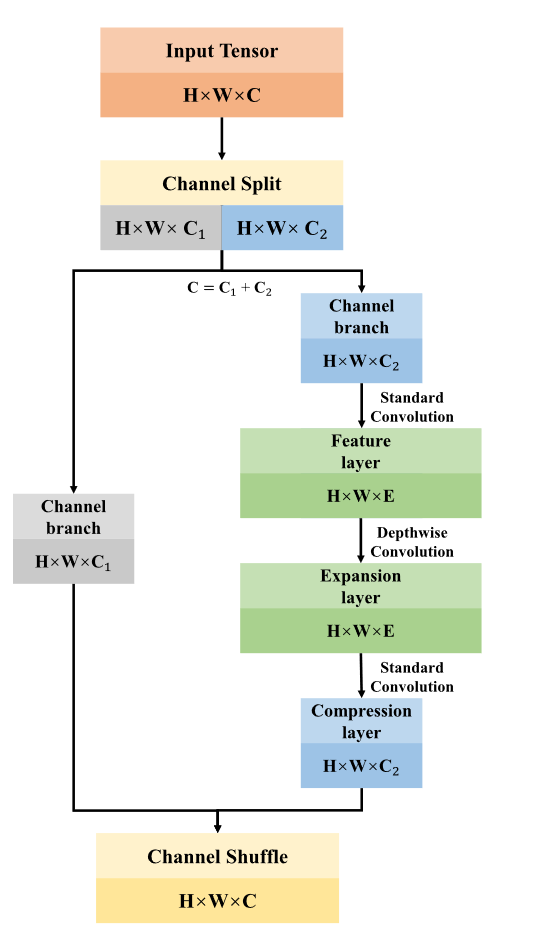 Input Tensor
H×W×C
Channel Split
H×W× C₁
H×W× C₂
C = C₁ + C₂
Channel
branch
H×W×C₂
Standard
Convolution
Feature
layer
H×W×E
Depthwise
Convolution
Channel
branch
H×W×C₁
Expansion
layer
H×W×E
Standard
Convolution
Compression
layer
H×W×C₂
Channel Shuffle
H×W×C